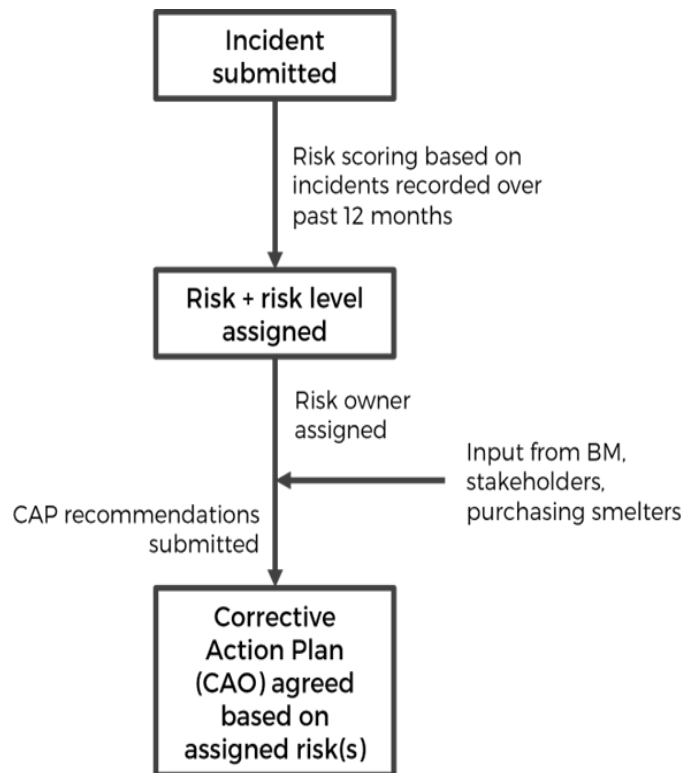 Incident
submitted
Risk scoring based on
incidents recorded over
past 12 months
Risk + risk level
assigned
Risk owner
assigned
Input from BM,
stakeholders,
purchasing smelters
CAP recommendations
submitted
Corrective
Action Plan
(CAO) agreed
based on
assigned risk(s)